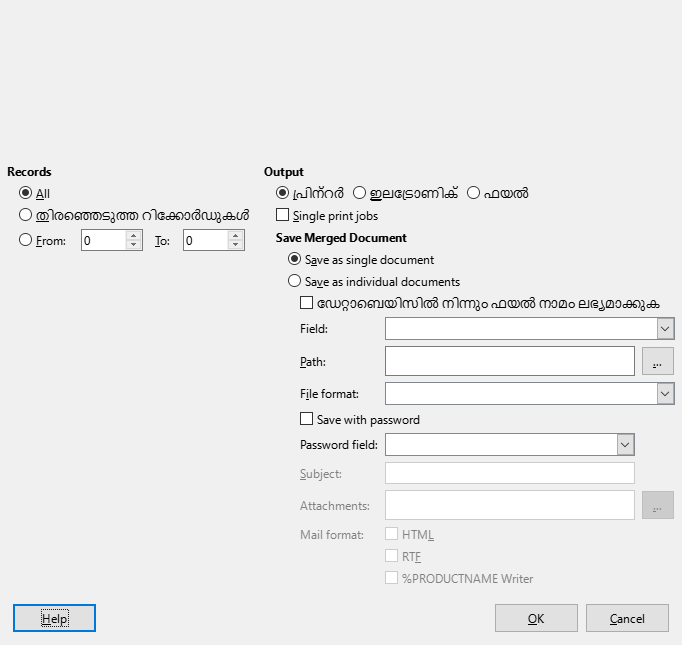 Records
All
തിരഞ്ഞെടുത്ത റിക്കോർഡുകൾ
From: 0 To: 0
Output
പ്രിന്റർ ഇലട്രോണിക് ഫയൽ
Single print jobs
Save Merged Document
Save as single document
Save as individual documents
ഡേറ്റാബെയിസിൽ നിന്നും ഫയൽ നാമം ലഭ്യമാക്കുക
Field:
Path: ...
File format:
Save with password
Password field:
Subject:
Attachments: ...
Mail format: HTML
RTF
%PRODUCTNAME Writer
Help OK Cancel